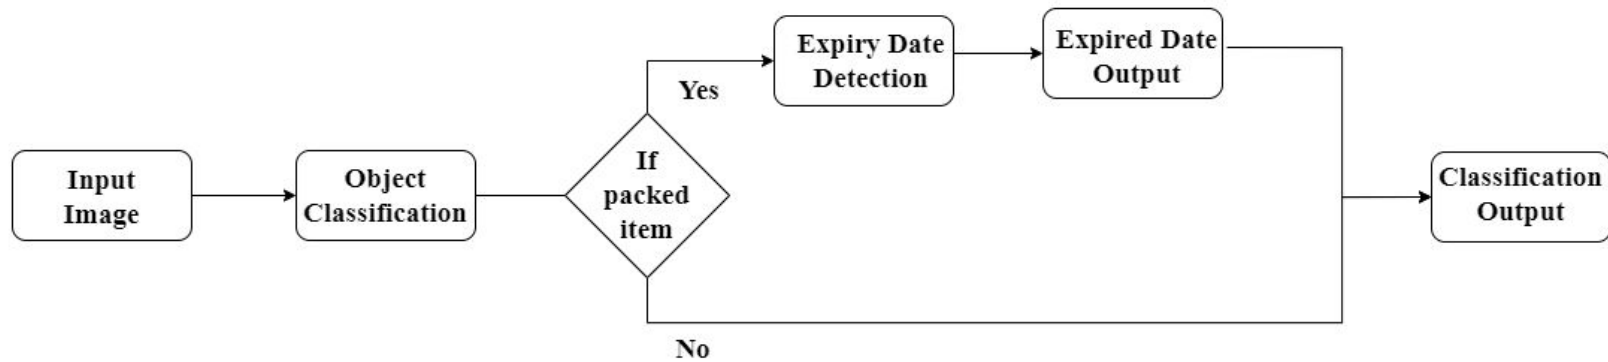 Input
Image
Object
Classification
If
packed
item
Yes
Expiry Date
Detection
Expired Date
Output
No
Classification
Output